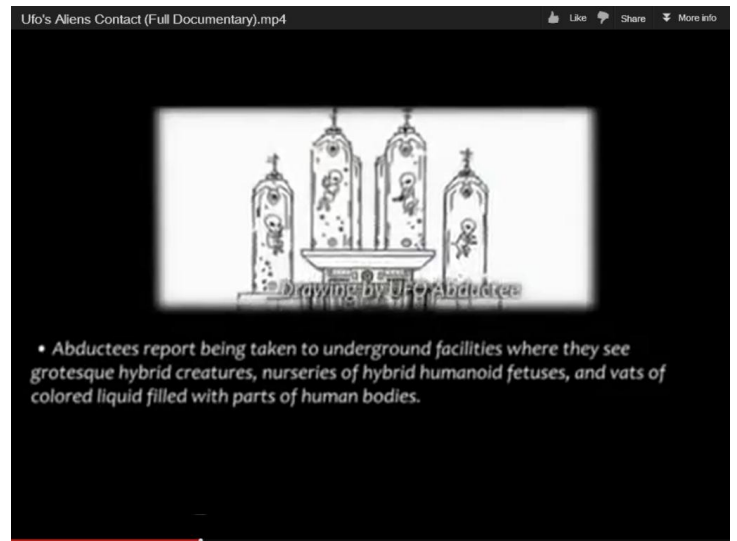 Ufo's Aliens Contact (Full Documentary).mp4
Like
Share
More info
Drawing by UFO Abductee
• Abductees report being taken to underground facilities where they see
grotesque hybrid creatures, nurseries of hybrid humanoid fetuses, and vats of
colored liquid filled with parts of human bodies.